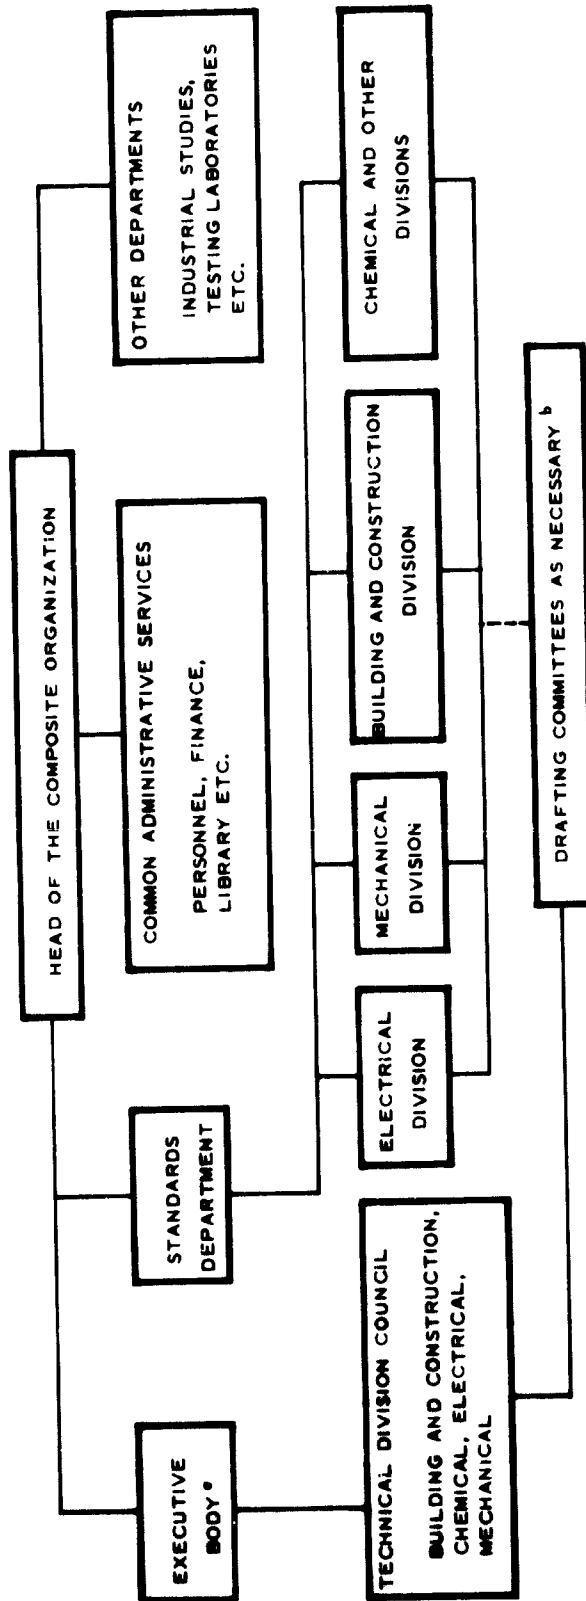 HEAD OF THE COMPOSITE ORGANIZATION
EXECUTIVE
BODY ª
STANDARDS
DEPARTMENT
COMMON ADMINISTRATIVE SERVICES
PERSONNEL, FINANCE,
LIBRARY ETC.
OTHER DEPARTMENTS
INDUSTRIAL STUDIES,
TESTING LABORATORIES
ETC.
TECHNICAL DIVISION COUNCIL
BUILDING AND CONSTRUCTION,
CHEMICAL, ELECTRICAL,
MECHANICAL
ELECTRICAL
DIVISION
MECHANICAL
DIVISION
BUILDING AND CONSTRUCTION
DIVISION
CHEMICAL AND OTHER
DIVISIONS
DRAFTING COMMITTEES AS NECESSARY b